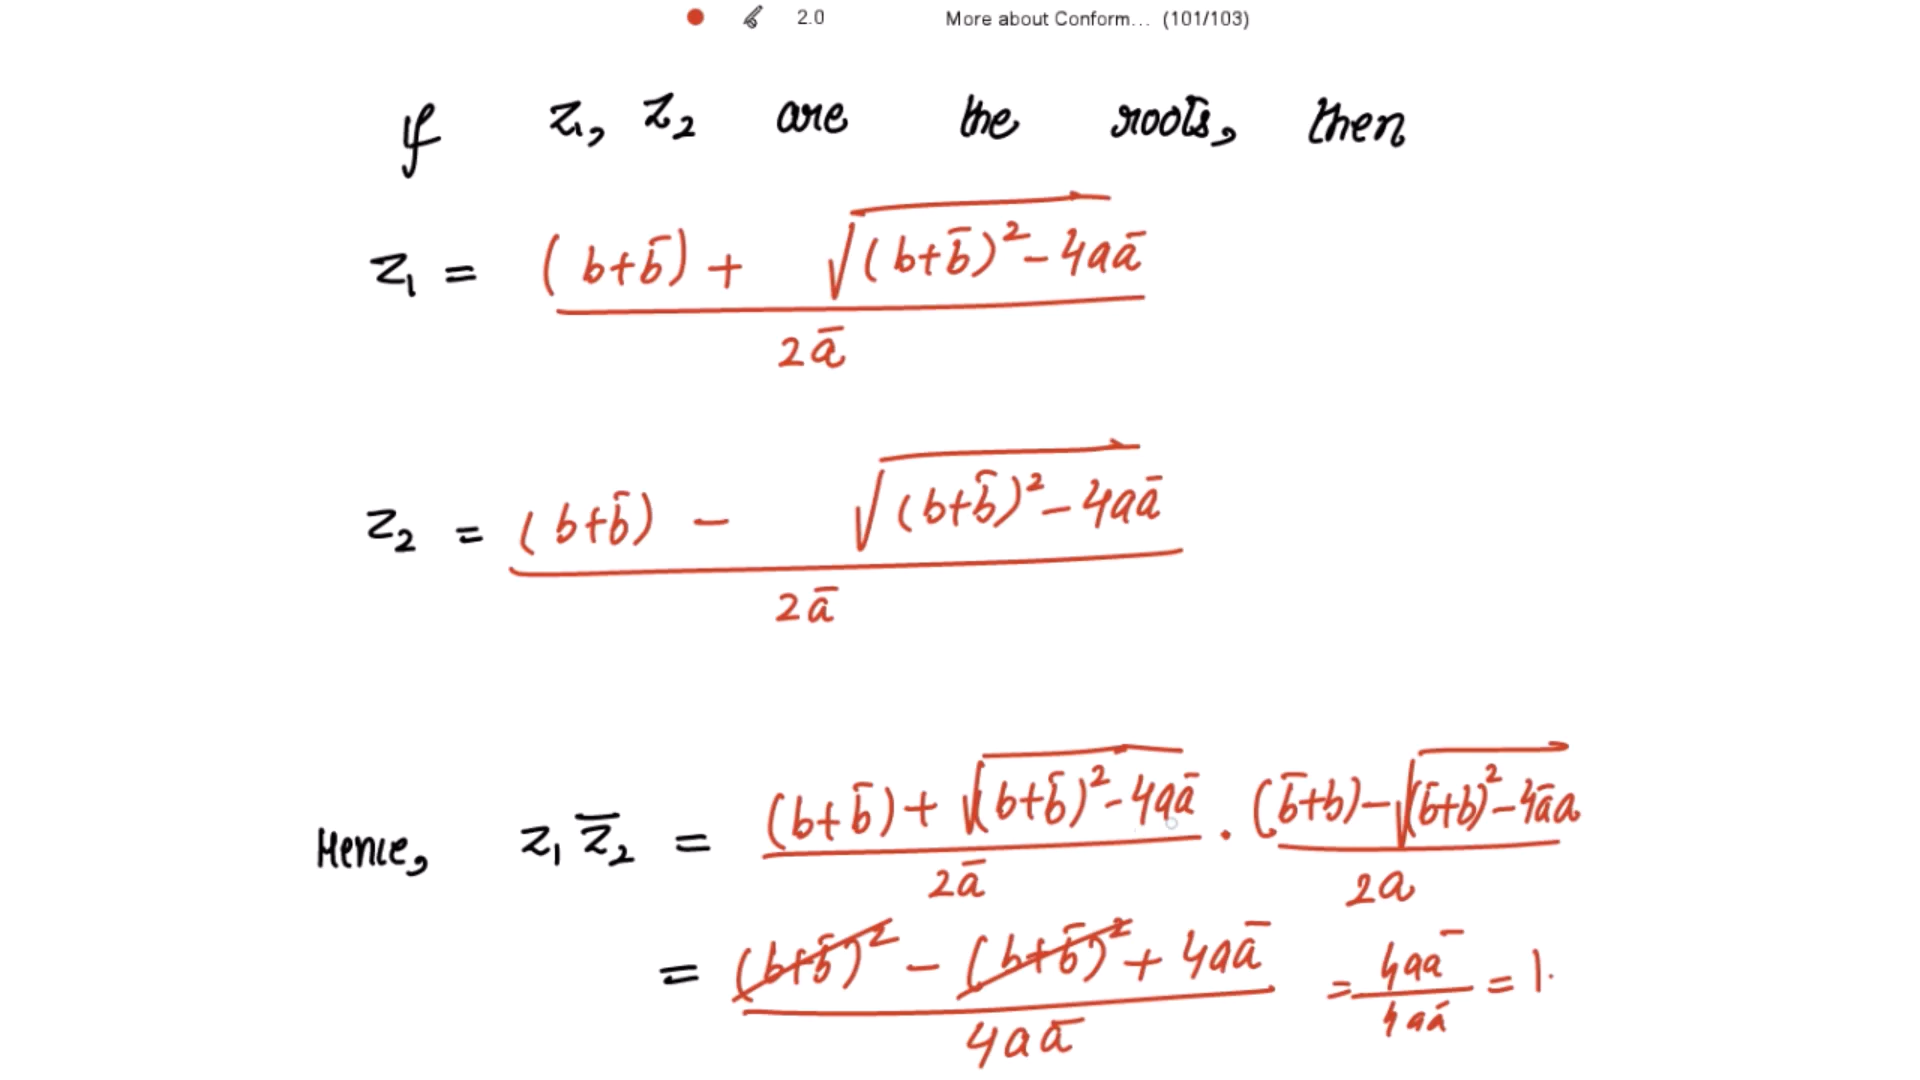 2.0 More about Conform... (101/103)
If z₁, z₂ are the roots, then
z₁ = ((b+b̄) + √((b+b̄)² - 4aā)) / 2ā
z₂ = ((b+b̄) - √((b+b̄)² - 4aā)) / 2ā
Hence, z₁ z̄₂ = ((b+b̄) + √((b+b̄)² - 4aā)) / 2ā · ((b̄+b) - √((b̄+b)² - 4āa)) / 2a
= ((b+b̄)² - (b+b̄)² + 4aā) / 4aā = 4aā / 4aā = 1.